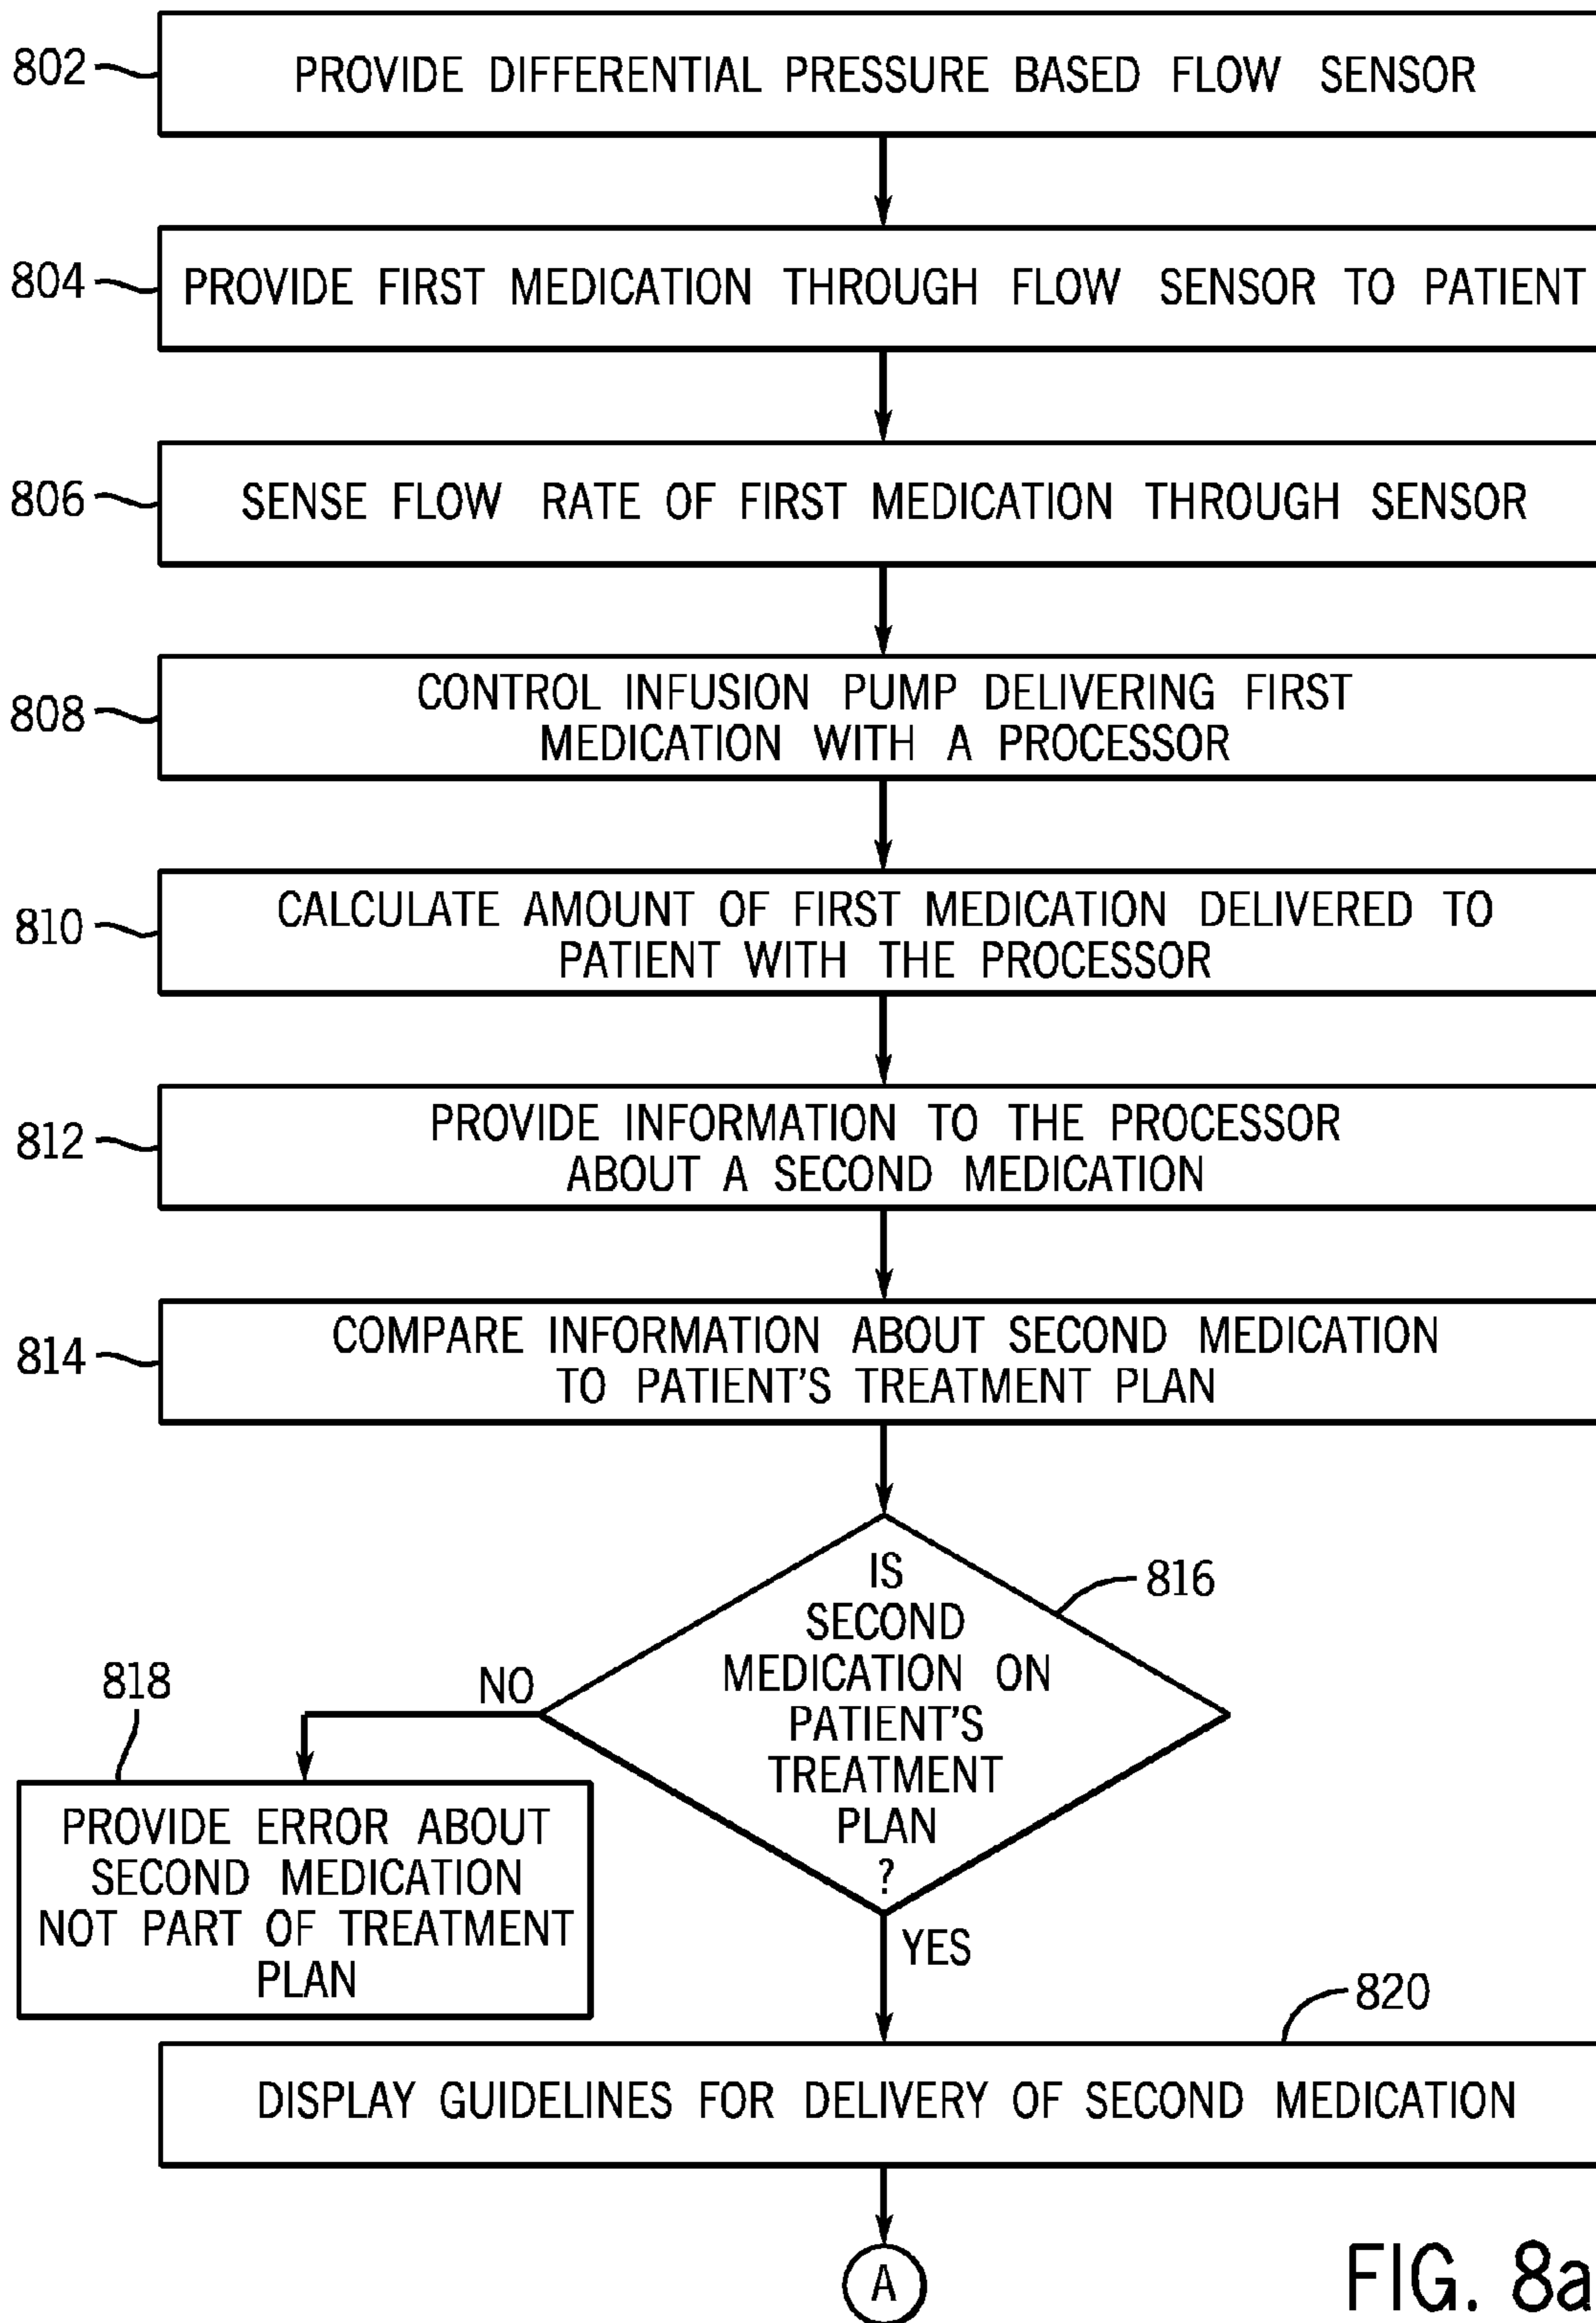 802
PROVIDE DIFFERENTIAL PRESSURE BASED FLOW SENSOR
804
PROVIDE FIRST MEDICATION THROUGH FLOW SENSOR TO PATIENT
806
SENSE FLOW RATE OF FIRST MEDICATION THROUGH SENSOR
808
CONTROL INFUSION PUMP DELIVERING FIRST
MEDICATION WITH A PROCESSOR
810
CALCULATE AMOUNT OF FIRST MEDICATION DELIVERED TO
PATIENT WITH THE PROCESSOR
812
PROVIDE INFORMATION TO THE PROCESSOR
ABOUT A SECOND MEDICATION
814
COMPARE INFORMATION ABOUT SECOND MEDICATION
TO PATIENT'S TREATMENT PLAN
816
IS
SECOND
MEDICATION ON
PATIENT'S
TREATMENT
PLAN
?
NO
818
PROVIDE ERROR ABOUT
SECOND MEDICATION
NOT PART OF TREATMENT
PLAN
YES
820
DISPLAY GUIDELINES FOR DELIVERY OF SECOND MEDICATION
A
FIG. 8a